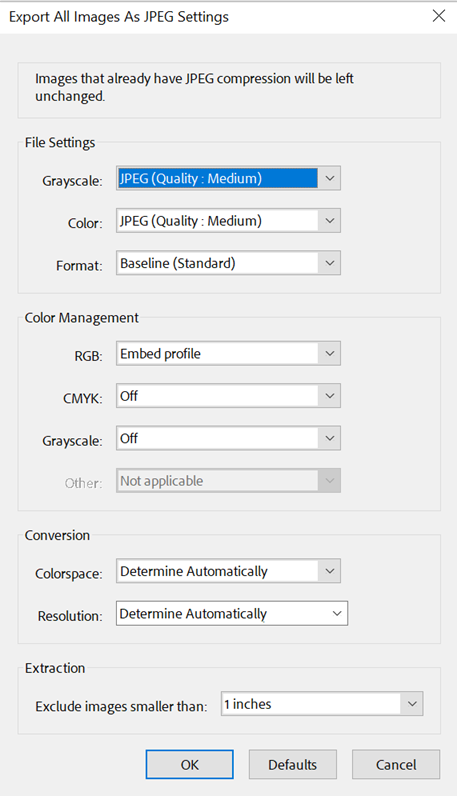 Export All Images As JPEG Settings
Images that already have JPEG compression will be left
unchanged.
File Settings
Grayscale: JPEG (Quality : Medium)
Color: JPEG (Quality : Medium)
Format: Baseline (Standard)
Color Management
RGB: Embed profile
CMYK: Off
Grayscale: Off
Other: Not applicable
Conversion
Colorspace: Determine Automatically
Resolution: Determine Automatically
Extraction
Exclude images smaller than: 1 inches
OK Defaults Cancel